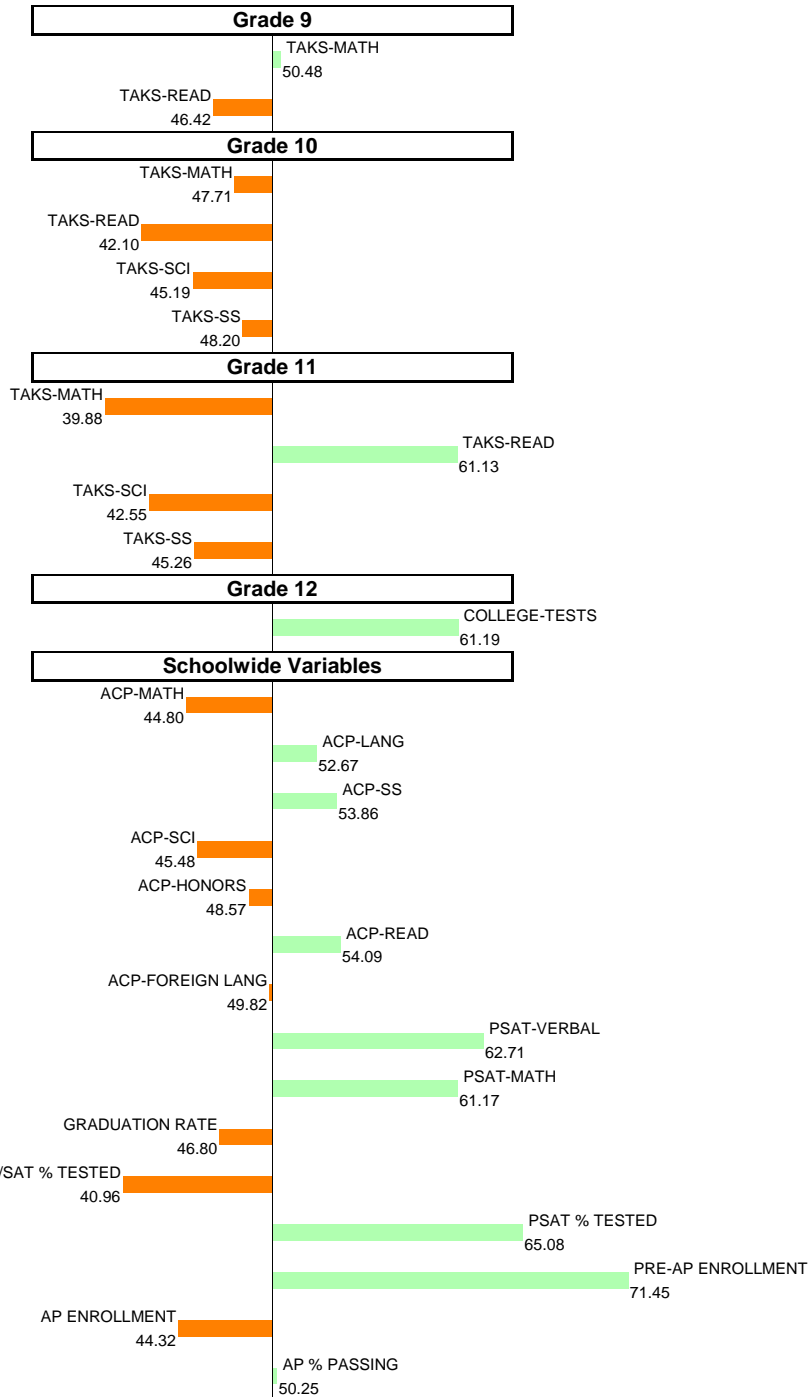 Grade 9
TAKS-MATH
50.48
TAKS-READ
46.42
Grade 10
TAKS-MATH
47.71
TAKS-READ
42.10
TAKS-SCI
45.19
TAKS-SS
48.20
Grade 11
TAKS-MATH
39.88
TAKS-READ
61.13
TAKS-SCI
42.55
TAKS-SS
45.26
Grade 12
COLLEGE-TESTS
61.19
Schoolwide Variables
ACP-MATH
44.80
ACP-LANG
52.67
ACP-SS
53.86
ACP-SCI
45.48
ACP-HONORS
48.57
ACP-READ
54.09
ACP-FOREIGN LANG
49.82
PSAT-VERBAL
62.71
PSAT-MATH
61.17
GRADUATION RATE
46.80
/SAT % TESTED
40.96
PSAT % TESTED
65.08
PRE-AP ENROLLMENT
71.45
AP ENROLLMENT
44.32
AP % PASSING
50.25